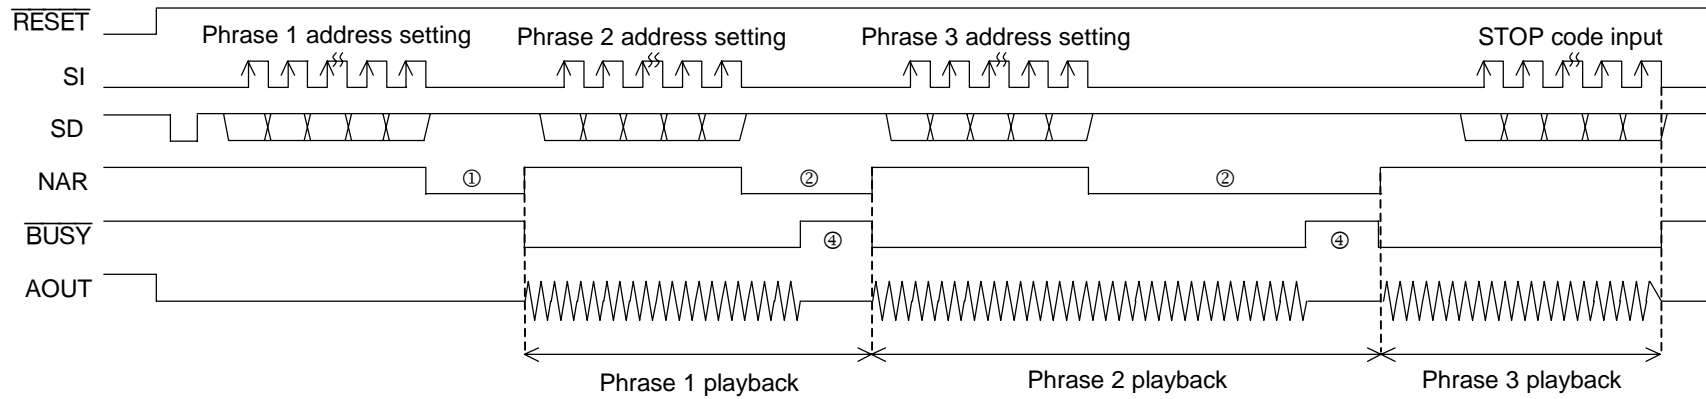 RESET
Phrase 1 address setting Phrase 2 address setting Phrase 3 address setting STOP code input
SI
SD
NAR ① ② ②
BUSY ④ ④
AOUT
Phrase 1 playback Phrase 2 playback Phrase 3 playback